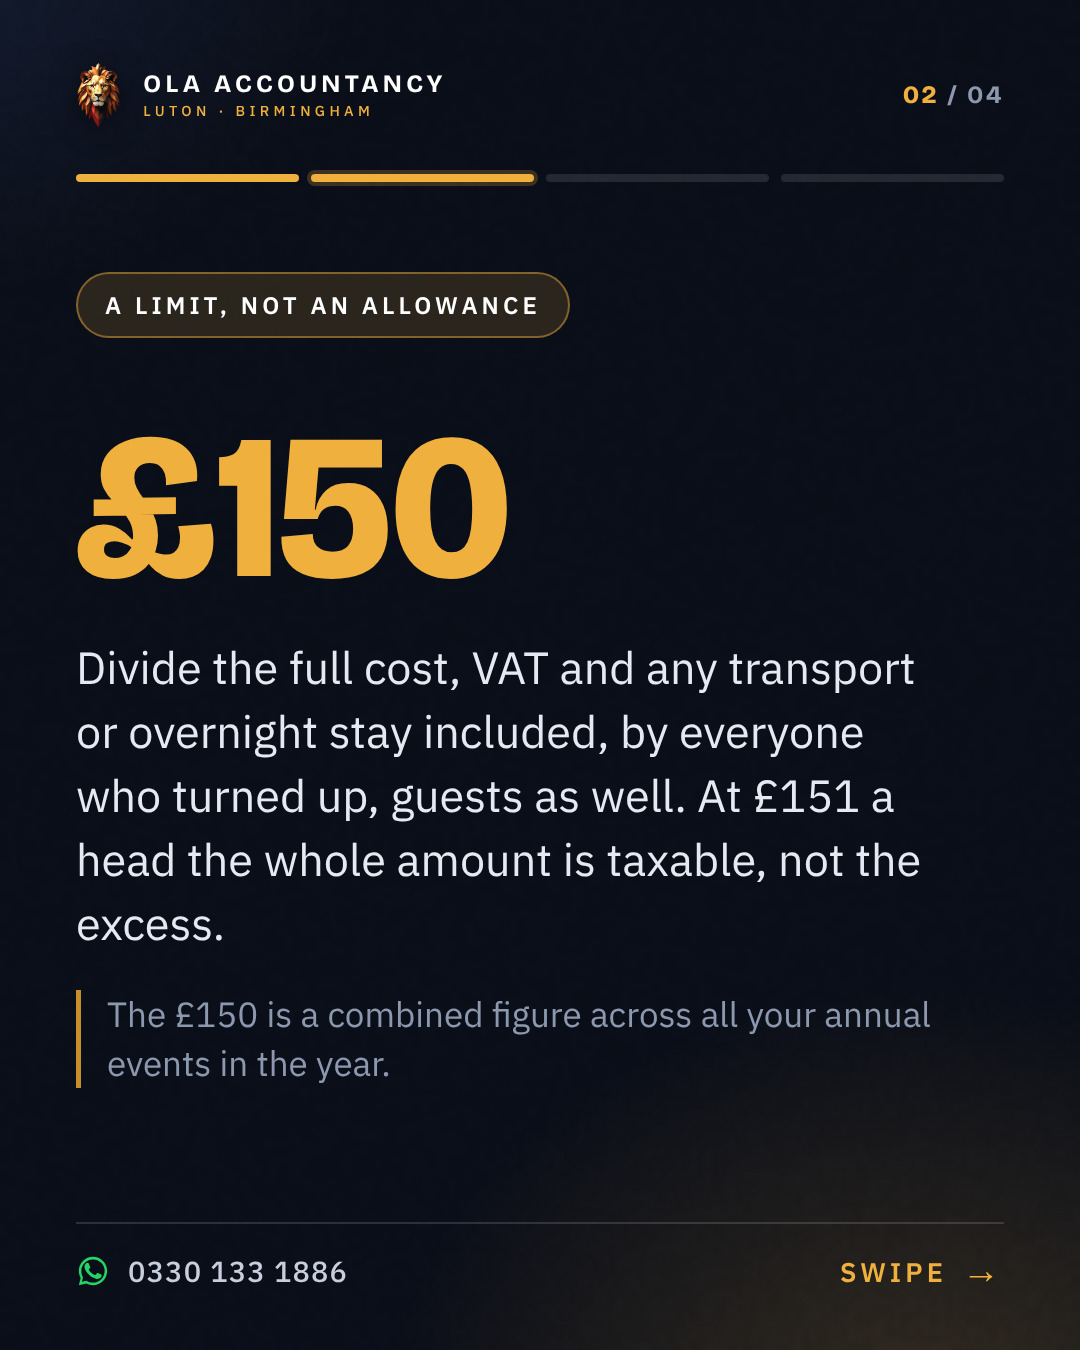 OLA ACCOUNTANCY
LUTON · BIRMINGHAM
02 / 04
A LIMIT, NOT AN ALLOWANCE
£150
Divide the full cost, VAT and any transport
or overnight stay included, by everyone
who turned up, guests as well. At £151 a
head the whole amount is taxable, not the
excess.
The £150 is a combined figure across all your annual
events in the year.
0330 133 1886
SWIPE →